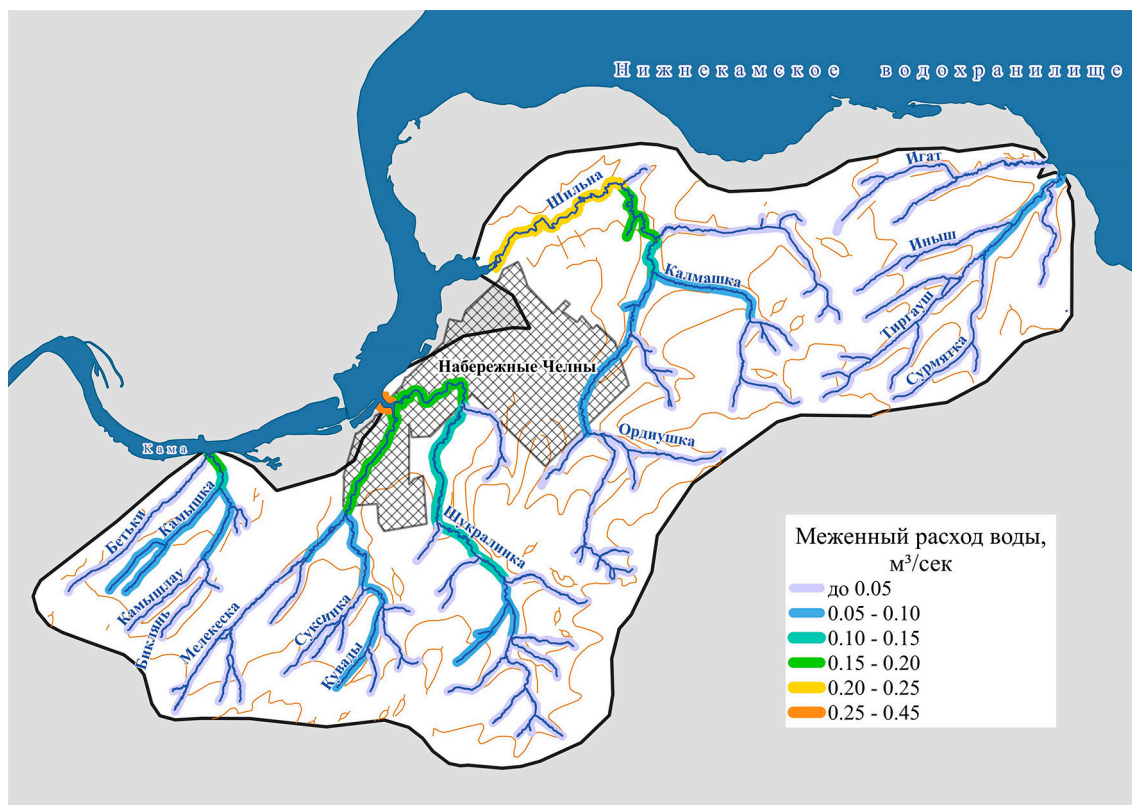 Нижнекамское водохранилище
Игат
Шильна
Иныш
Калмашка
Тиргауш
Сурмятка
Набережные Челны
Ордиушка
Кама
Бетьки
Камышка
Шукралинка
Камышлау
Биклянь
Мелекеска
Суксинка
Кувады
Меженный расход воды,
м³/сек
до 0.05
0.05 - 0.10
0.10 - 0.15
0.15 - 0.20
0.20 - 0.25
0.25 - 0.45